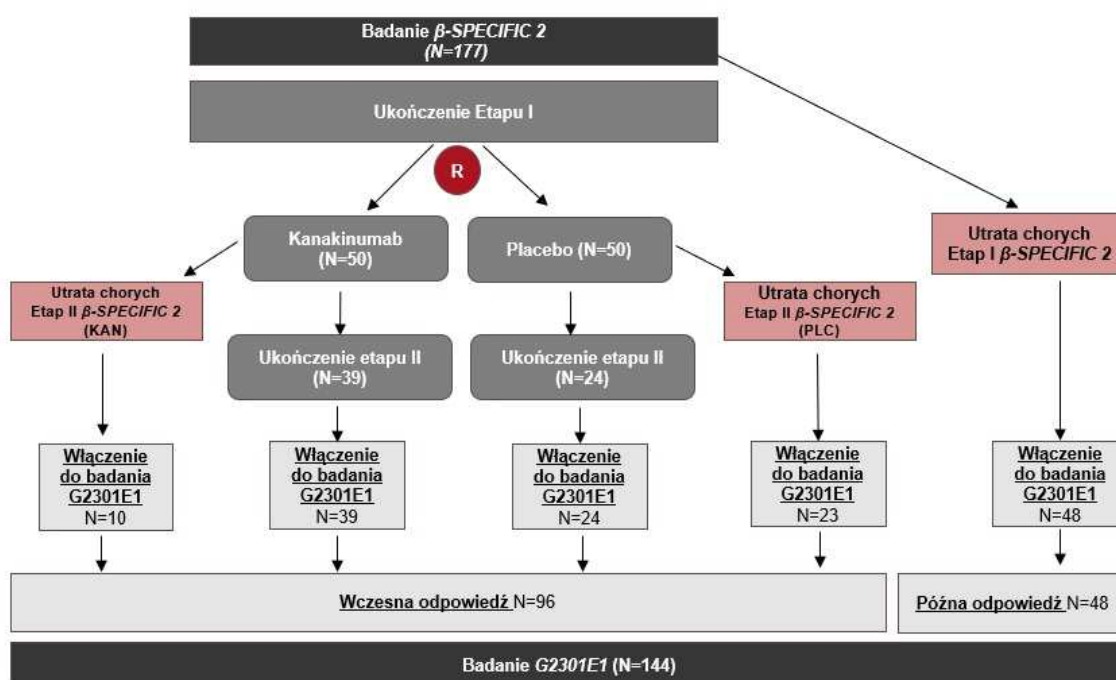 Badanie β-SPECIFIC 2
(N=177)
Ukończenie Etapu I
R
Kanakinumab
(N=50)
Placebo (N=50)
Utrata chorych
Etap I β-SPECIFIC 2
Utrata chorych
Etap II β-SPECIFIC 2
(KAN)
Ukończenie etapu II
(N=39)
Ukończenie etapu II
(N=24)
Utrata chorych
Etap II β-SPECIFIC 2
(PLC)
Włączenie
do badania
G2301E1
N=10
Włączenie
do badania
G2301E1
N=39
Włączenie
do badania
G2301E1
N=24
Włączenie
do badania
G2301E1
N=23
Włączenie
do badania
G2301E1
N=48
Wczesna odpowiedź N=96
Późna odpowiedź N=48
Badanie G2301E1 (N=144)